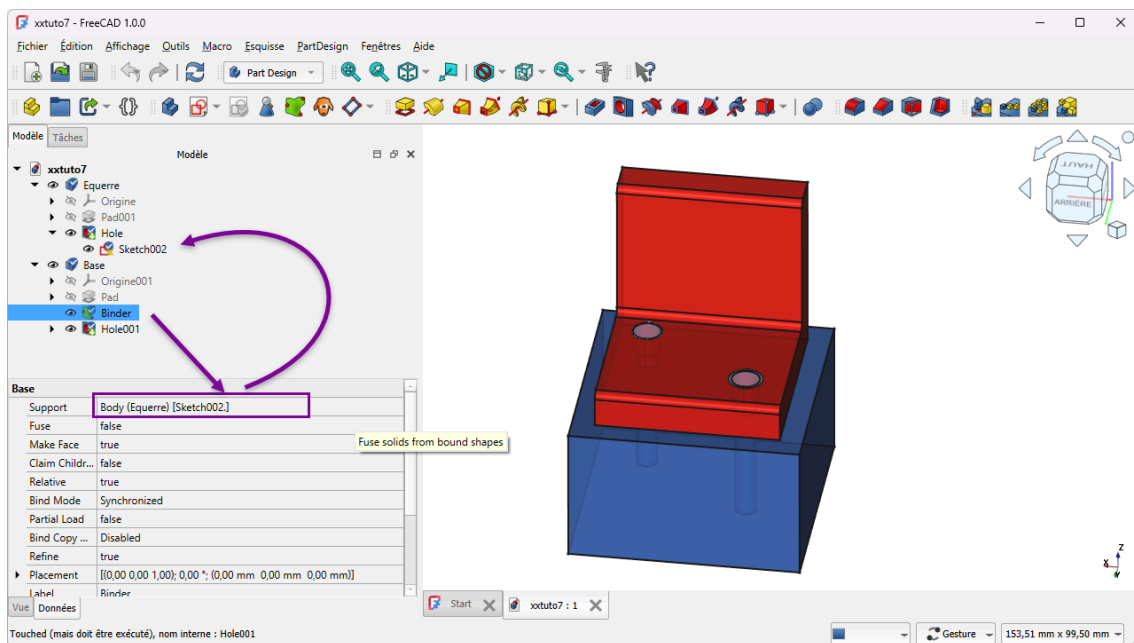 xxtuto7 - FreeCAD 1.0.0
Fichier Édition Affichage Outils Macro Esquisse PartDesign Fenêtres Aide
Part Design
Modèle Tâches
Modèle
xxtuto7
Equerre
Origine
Pad001
Hole
Sketch002
Base
Origine001
Pad
Binder
Hole001
HAUT
ARRIÈRE
Base
Support Body (Equerre) [Sketch002.]
Fuse false
Make Face true
Fuse solids from bound shapes
Claim Childr... false
Relative true
Bind Mode Synchronized
Partial Load false
Bind Copy ... Disabled
Refine true
Placement [(0,00 0,00 1,00); 0,00 °; (0,00 mm 0,00 mm 0,00 mm)]
Label Binder
Z
X
Y
Vue Données
Start xxtuto7 : 1
Touched (mais doit être exécuté), nom interne : Hole001
Gesture 153,51 mm x 99,50 mm